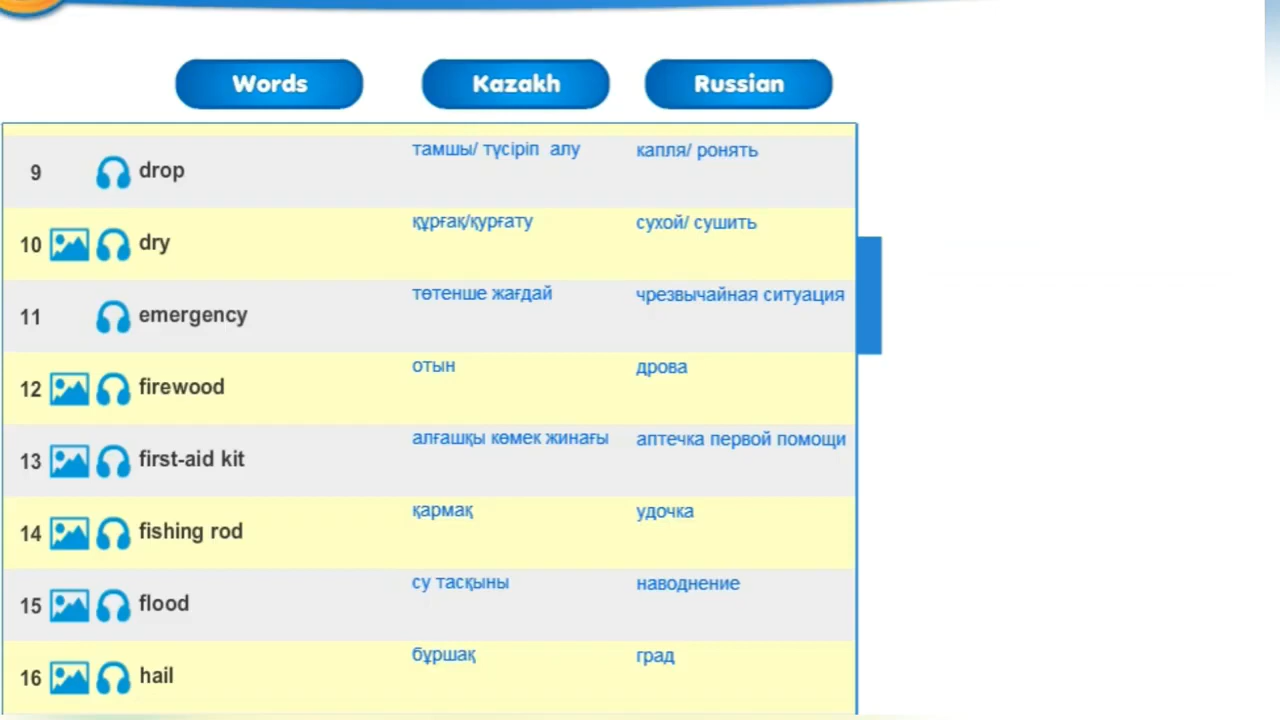 Words Kazakh Russian
9 drop тамшы/ түсіріп алу капля/ ронять
10 dry құрғақ/құрғату сухой/ сушить
11 emergency төтенше жағдай чрезвычайная ситуация
12 firewood отын дрова
13 first-aid kit алғашқы көмек жинағы аптечка первой помощи
14 fishing rod қармақ удочка
15 flood су тасқыны наводнение
16 hail бұршақ град